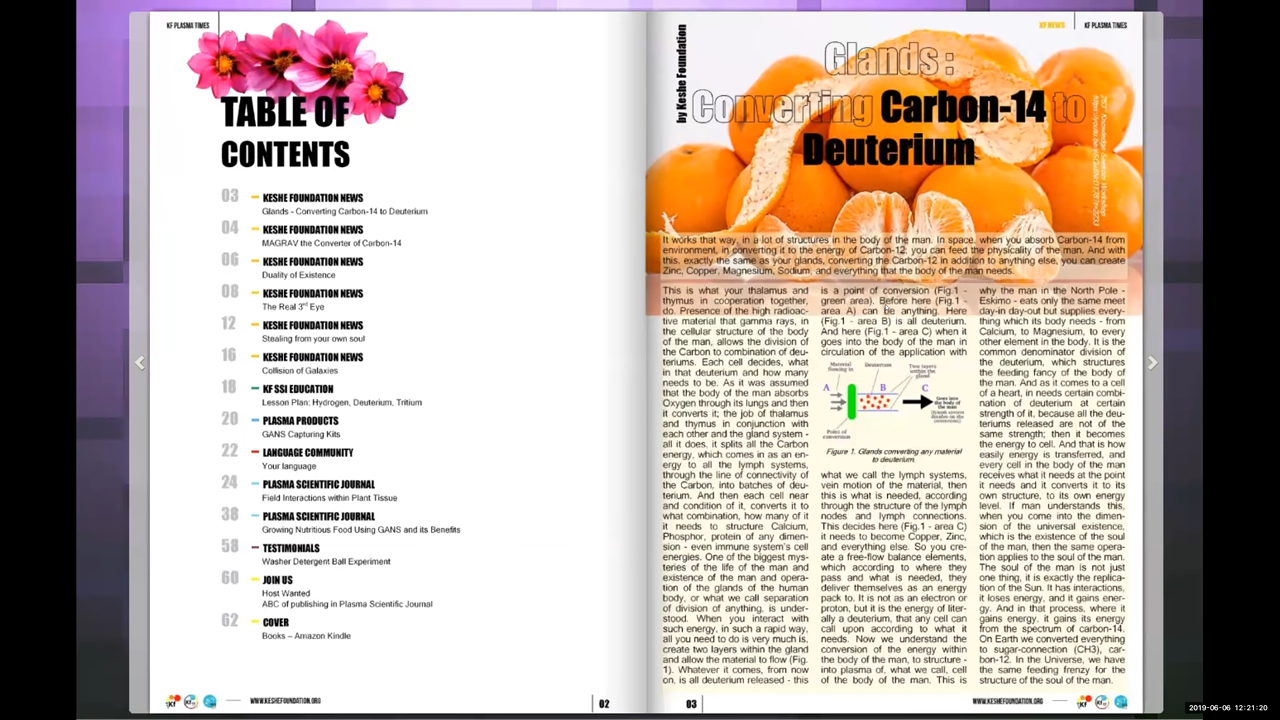 KF PLASMA TIMES
TABLE OF
CONTENTS
03 KESHE FOUNDATION NEWS
Glands - Converting Carbon-14 to Deuterium
04 KESHE FOUNDATION NEWS
MAGRAV the Converter of Carbon-14
06 KESHE FOUNDATION NEWS
Duality of Existence
08 KESHE FOUNDATION NEWS
The Real 3rd Eye
12 KESHE FOUNDATION NEWS
Stealing from your own soul
16 KESHE FOUNDATION NEWS
Collision of Galaxies
18 KF SSI EDUCATION
Lesson Plan: Hydrogen, Deuterium, Tritium
20 PLASMA PRODUCTS
GANS Capturing Kits
22 LANGUAGE COMMUNITY
Your language
24 PLASMA SCIENTIFIC JOURNAL
Field Interactions within Plant Tissue
38 PLASMA SCIENTIFIC JOURNAL
Growing Nutritious Food Using GANS and its Benefits
58 TESTIMONIALS
Washer Detergent Ball Experiment
60 JOIN US
Host Wanted
ABC of publishing in Plasma Scientific Journal
62 COVER
Books – Amazon Kindle
WWW.KESHEFOUNDATION.ORG
02
KF NEWS
KF PLASMA TIMES
by Keshe Foundation
Glands :
Converting Carbon-14 to
Deuterium
It works that way, in a lot of structures in the body of the man. In space, when you absorb Carbon-14 from
environment, in converting it to the energy of Carbon-12, you can feed the physicality of the man. And with
this, exactly the same as your glands, converting the Carbon-12 in addition to anything else, you can create
Zinc, Copper, Magnesium, Sodium, and everything that the body of the man needs.
This is what your thalamus and
thymus in cooperation together,
do. Presence of the high radioac-
tive material that gamma rays, in
the cellular structure of the body
of the man, allows the division of
the Carbon to combination of deu-
teriums. Each cell decides, what
in that deuterium and how many
needs to be. As it was assumed
that the body of the man absorbs
Oxygen through its lungs and then
it converts it; the job of thalamus
and thymus in conjunction with
each other and the gland system -
all it does, it splits all the Carbon
energy, which comes in as an en-
ergy to all the lymph systems,
through the line of connectivity of
the Carbon, into batches of deu-
terium. And then each cell near
and condition of it, converts it to
what combination, how many of it
it needs to structure Calcium,
Phosphor, protein of any dimen-
sion - even immune system's cell
energies. One of the biggest mys-
teries of the life of the man and
existence of the man and opera-
tion of the glands of the human
body, or what we call separation
of division of anything, is under-
stood. When you interact with
such energy, in such a rapid way,
all you need to do is very much is,
create two layers within the gland
and allow the material to flow (Fig.
1). Whatever it comes, from now
on, is all deuterium released - this
is a point of conversion (Fig.1 -
green area). Before here (Fig.1 -
area A) can be anything. Here
(Fig.1 - area B) is all deuterium.
And here (Fig.1 - area C) when it
goes into the body of the man in
circulation of the application with
Material
flowing in
Deuterium
Two layers
within the
gland
A
B
C
Goes into
the body of
the man
Point of
conversion
Figure 1. Glands converting any material
to deuterium.
what we call the lymph systems,
vein motion of the material, then
this is what is needed, according
through the structure of the lymph
nodes and lymph connections.
This decides here (Fig.1 - area C)
it needs to become Copper, Zinc,
and everything else. So you cre-
ate a free-flow balance elements,
which according to where they
pass and what is needed, they
deliver themselves as an energy
pack to. It is not as an electron or
proton, but it is the energy of liter-
ally a deuterium, that any cell can
call upon according to what it
needs. Now we understand the
conversion of the energy within
the body of the man, to structure -
into plasma of, what we call, cell
of the body of the man. This is
why the man in the North Pole -
Eskimo - eats only the same meet
day-in day-out but supplies every-
thing which its body needs - from
Calcium, to Magnesium, to every
other element in the body. It is the
common denominator division of
the deuterium, which structures
the feeding fancy of the body of
the man. And as it comes to a cell
of a heart, in needs certain combi-
nation of deuterium at certain
strength of it, because all the deu-
teriums released are not of the
same strength; then it becomes
the energy to cell. And that is how
easily energy is transferred, and
every cell in the body of the man
receives what it needs at the point
it needs and it converts it to its
own structure, to its own energy
level. If man understands this,
when you come into the dimen-
sion of the universal existence,
which is the existence of the soul
of the man, then the same opera-
tion applies to the soul of the man.
The soul of the man is not just
one thing, it is exactly the replica-
tion of the Sun. It has interactions,
it loses energy, and it gains ener-
gy. And in that process, where it
gains energy, it gains its energy
from the spectrum of carbon-14.
On Earth we converted everything
to sugar-connection (CH3), car-
bon-12. In the Universe, we have
the same feeding frenzy for the
structure of the soul of the man.
03
WWW.KESHEFOUNDATION.ORG
2019-06-06 12:21:20